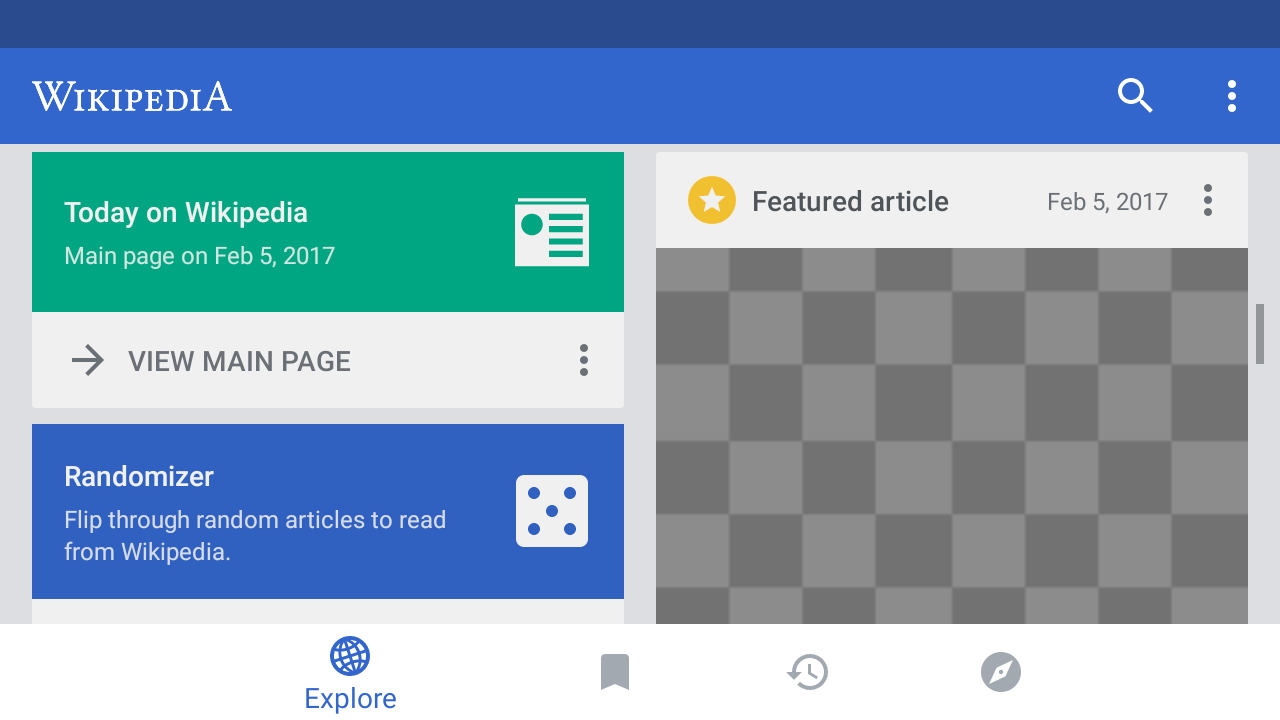 WIKIPEDIA
Today on Wikipedia
Main page on Feb 5, 2017
VIEW MAIN PAGE
Randomizer
Flip through random articles to read
from Wikipedia.
Featured article
Feb 5, 2017
Explore